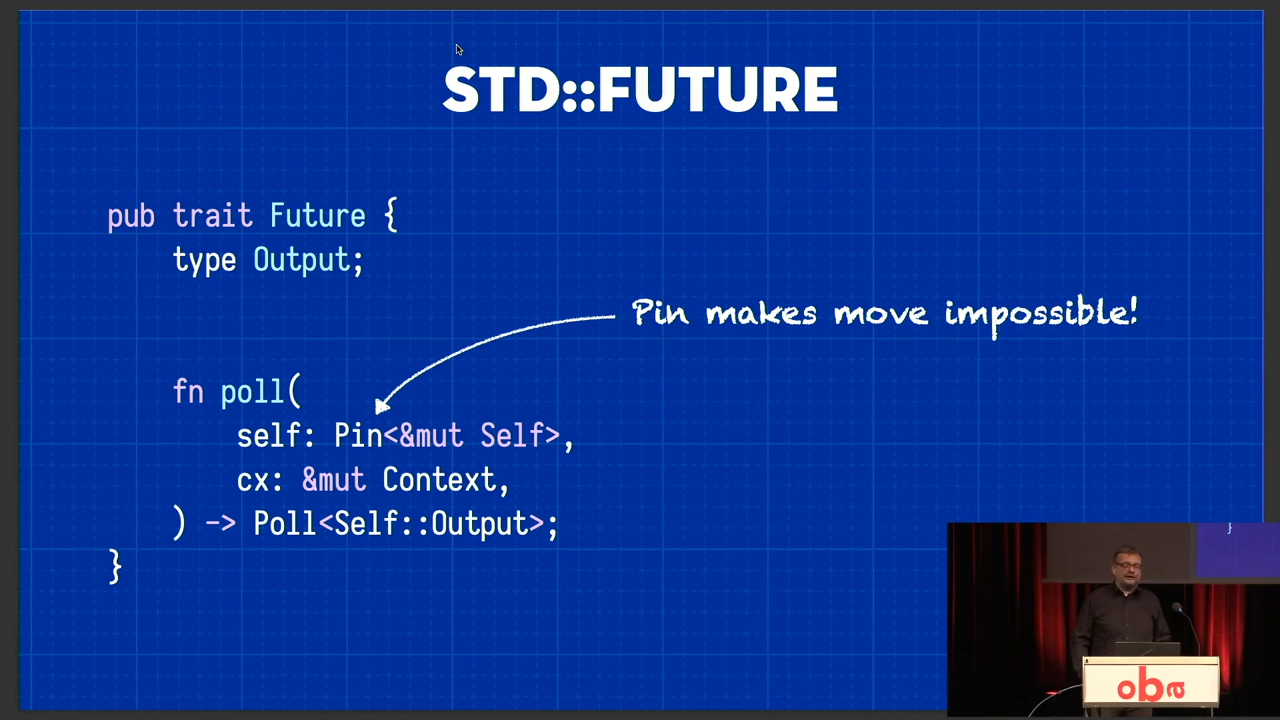 STD::FUTURE
pub trait Future {
type Output;
Pin makes move impossible!
fn poll(
self: Pin<&mut Self>,
cx: &mut Context,
) -> Poll<Self::Output>;
}
}
oba